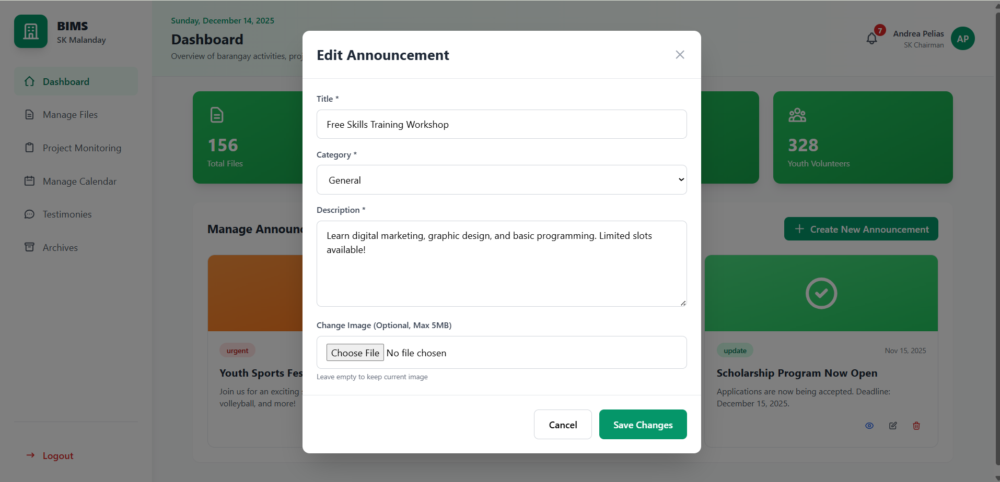 BIMS
SK Malanday
Dashboard
Manage Files
Project Monitoring
Manage Calendar
Testimonies
Archives
Logout
Sunday, December 14, 2025
Dashboard
Overview of barangay activities,
7
Andrea Pelias
SK Chairman
AP
156
Total Files
328
Youth Volunteers
Manage
Create New Announcement
urgent
Youth Sports
Join us for an exciting
volleyball, and more!
update
Nov 15, 2025
Scholarship Program Now Open
Applications are now being accepted. Deadline:
December 15, 2025.
Edit Announcement
Title *
Free Skills Training Workshop
Category *
General
Description *
Learn digital marketing, graphic design, and basic programming. Limited slots
available!
Change Image (Optional, Max 5MB)
Choose File No file chosen
Leave empty to keep current image
Cancel
Save Changes